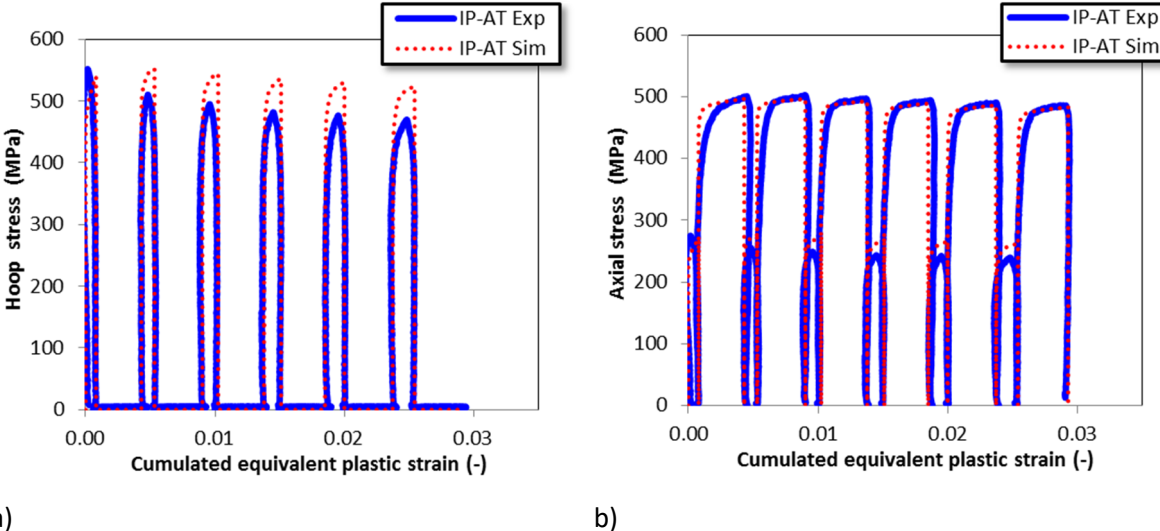 IP-AT Exp
IP-AT Sim
600
500
400
300
200
100
0
Hoop stress (MPa)
0.00
0.01
0.02
0.03
Cumulated equivalent plastic strain (-)
)
IP-AT Exp
IP-AT Sim
600
500
400
300
200
100
0
Axial stress (MPa)
0.00
0.01
0.02
0.03
Cumulated equivalent plastic strain (-)
b)